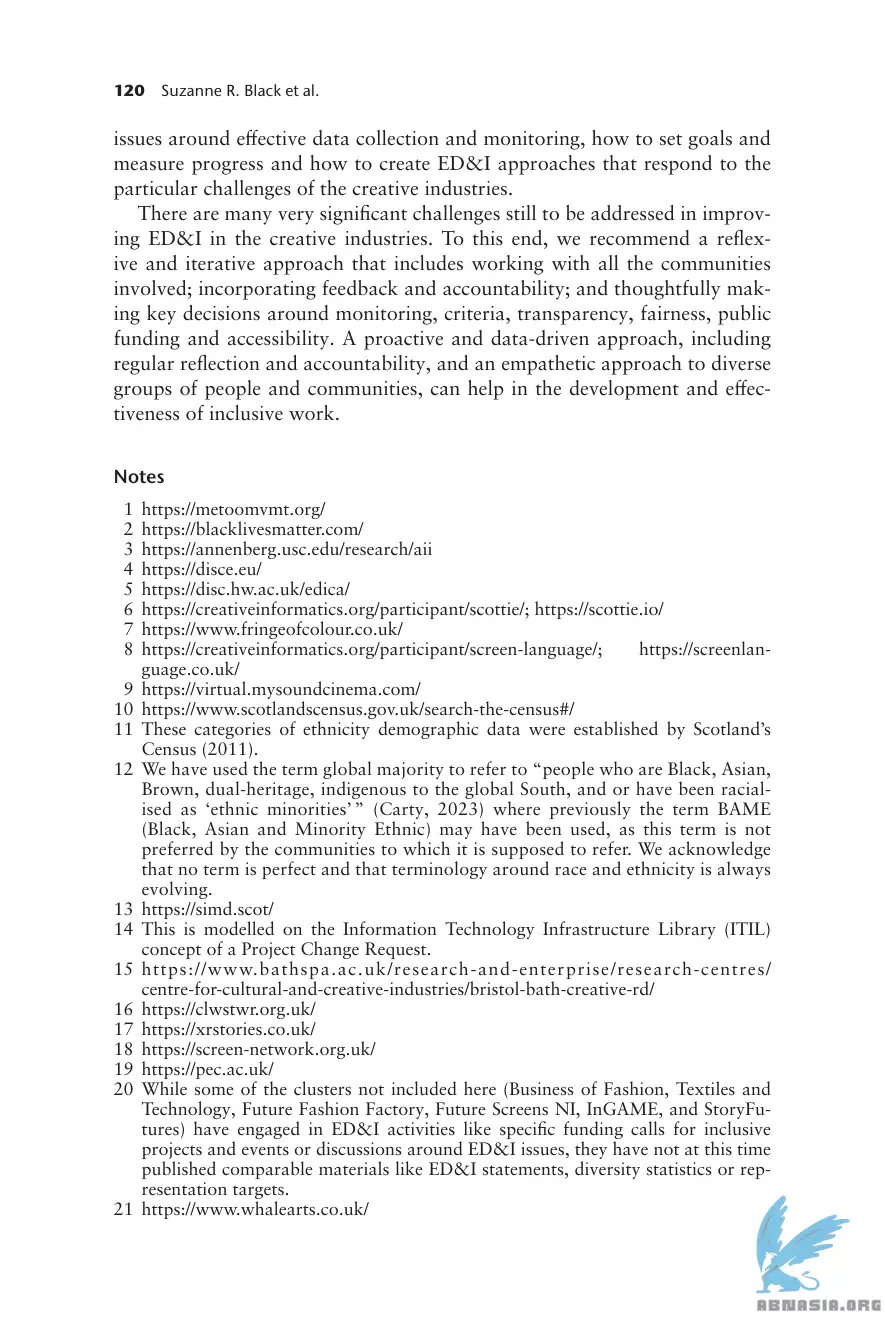 120 Suzanne R. Black et al.
issues around effective data collection and monitoring, how to set goals and
measure progress and how to create ED&I approaches that respond to the
particular challenges of the creative industries.
There are many very significant challenges still to be addressed in improv-
ing ED&I in the creative industries. To this end, we recommend a reflex-
ive and iterative approach that includes working with all the communities
involved; incorporating feedback and accountability; and thoughtfully mak-
ing key decisions around monitoring, criteria, transparency, fairness, public
funding and accessibility. A proactive and data-driven approach, including
regular reflection and accountability, and an empathetic approach to diverse
groups of people and communities, can help in the development and effec-
tiveness of inclusive work.
Notes
1 https://metoomvmt.org/
2 https://blacklivesmatter.com/
3 https://annenberg.usc.edu/research/aii
4 https://disce.eu/
5 https://disc.hw.ac.uk/edica/
6 https://creativeinformatics.org/participant/scottie/; https://scottie.io/
7 https://www.fringeofcolour.co.uk/
8 https://creativeinformatics.org/participant/screen-language/; https://screenlan-
guage.co.uk/
9 https://virtual.mysoundcinema.com/
10 https://www.scotlandscensus.gov.uk/search-the-census#/
11 These categories of ethnicity demographic data were established by Scotland’s
Census (2011).
12 We have used the term global majority to refer to “people who are Black, Asian,
Brown, dual-heritage, indigenous to the global South, and or have been racial-
ised as ‘ethnic minorities’ ” (Carty, 2023) where previously the term BAME
(Black, Asian and Minority Ethnic) may have been used, as this term is not
preferred by the communities to which it is supposed to refer. We acknowledge
that no term is perfect and that terminology around race and ethnicity is always
evolving.
13 https://simd.scot/
14 This is modelled on the Information Technology Infrastructure Library (ITIL)
concept of a Project Change Request.
15 https://www.bathspa.ac.uk/research-and-enterprise/research-centres/
centre-for-cultural-and-creative-industries/bristol-bath-creative-rd/
16 https://clwstwr.org.uk/
17 https://xrstories.co.uk/
18 https://screen-network.org.uk/
19 https://pec.ac.uk/
20 While some of the clusters not included here (Business of Fashion, Textiles and
Technology, Future Fashion Factory, Future Screens NI, InGAME, and StoryFu-
tures) have engaged in ED&I activities like specific funding calls for inclusive
projects and events or discussions around ED&I issues, they have not at this time
published comparable materials like ED&I statements, diversity statistics or rep-
resentation targets.
21 https://www.whalearts.co.uk/
ABNASIA.ORG